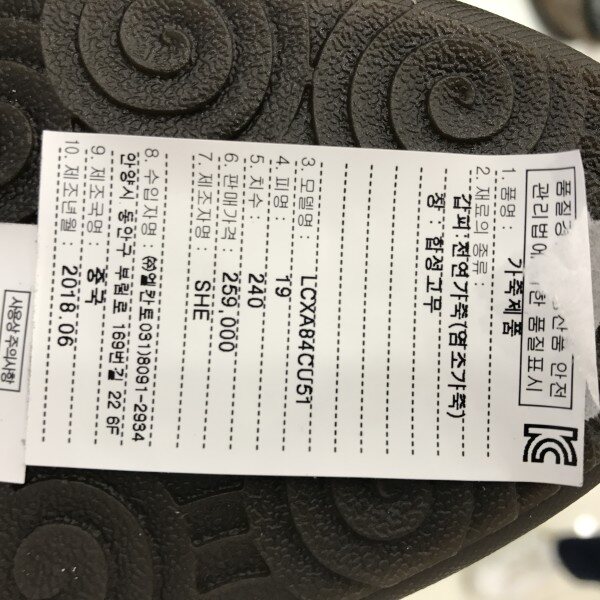 품질경 산품 안전
관리법에 한 품질표시
1. 품명 : 가죽제품
2. 재료의 종류 :
갑피:천연가죽(염소가죽)
창 : 합성고무
3. 모델명 : LCXA84CU51
4. 피명 : 19
5. 치수 : 240
6. 판매가격 : 259,000
7. 제조자명 : SHE
8. 수입자명 : ㈜엘칸토031)8091-2934
안양시 동안구 부림로 169번길 22 6F
9. 제조국명 : 중국
10. 제조년월 : 2018.06
사용상주의사항